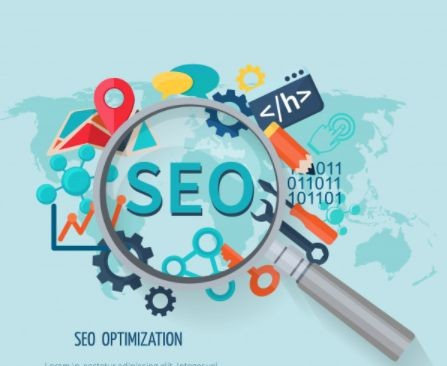 </h>
SEO
011
011011
101101
SEO OPTIMIZATION